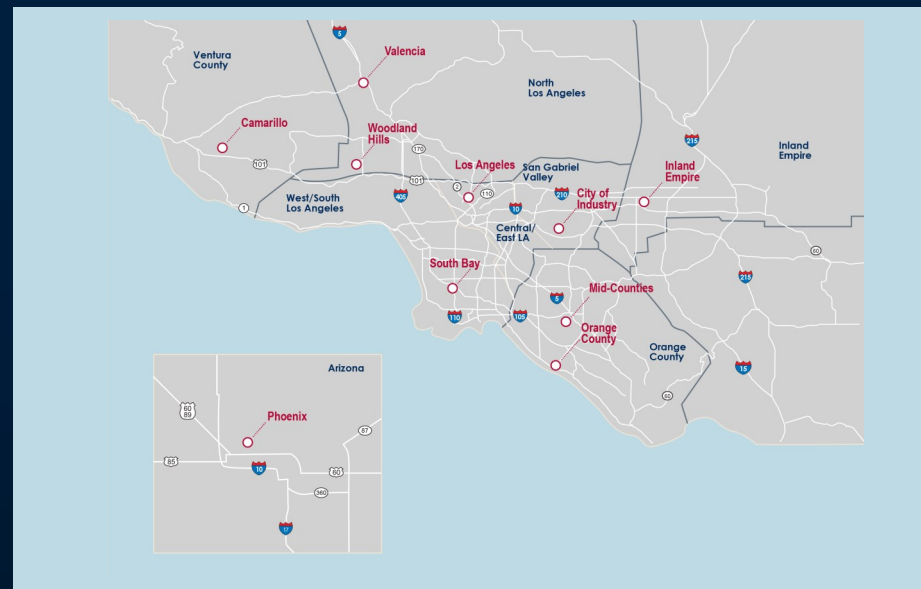 5
Ventura
County
Valencia
North
Los Angeles
Camarillo
Woodland
Hills
170
215
Inland
Empire
101
101
Los Angeles
San Gabriel
Valley
Inland
Empire
2
110
210
City of
Industry
West/South
Los Angeles
405
1
10
Central/
East LA
60
South Bay
215
Mid-Counties
5
110
105
Orange
County
Orange
County
15
60
Arizona
60
89
Phoenix
87
85
10
60
360
17